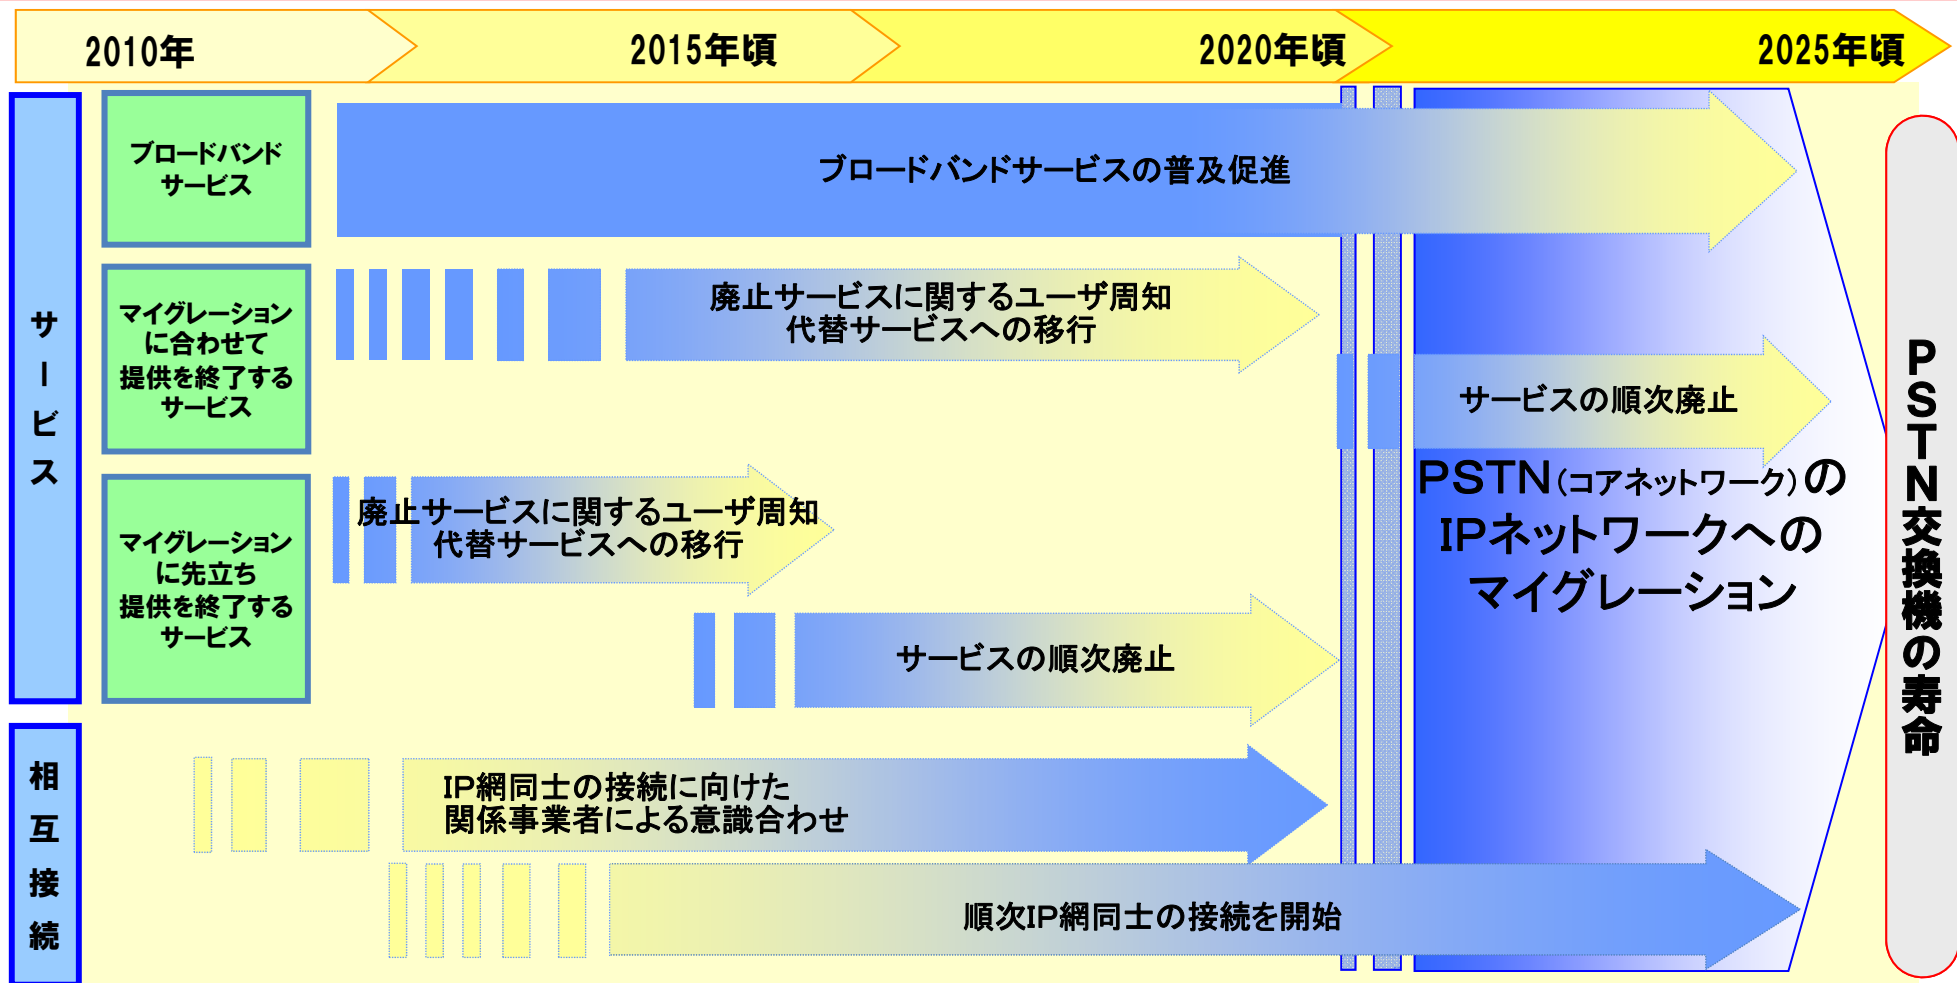 2010年
2015年頃
2020年頃
2025年頃
サービス
ブロードバンド
サービス
ブロードバンドサービスの普及促進
マイグレーション
に合わせて
提供を終了する
サービス
廃止サービスに関するユーザ周知
代替サービスへの移行
サービスの順次廃止
マイグレーション
に先立ち
提供を終了する
サービス
廃止サービスに関するユーザ周知
代替サービスへの移行
サービスの順次廃止
PSTN(コアネットワーク)の
IPネットワークへの
マイグレーション
相互接続
IP網同士の接続に向けた
関係事業者による意識合わせ
順次IP網同士の接続を開始
PSTN交換機の寿命